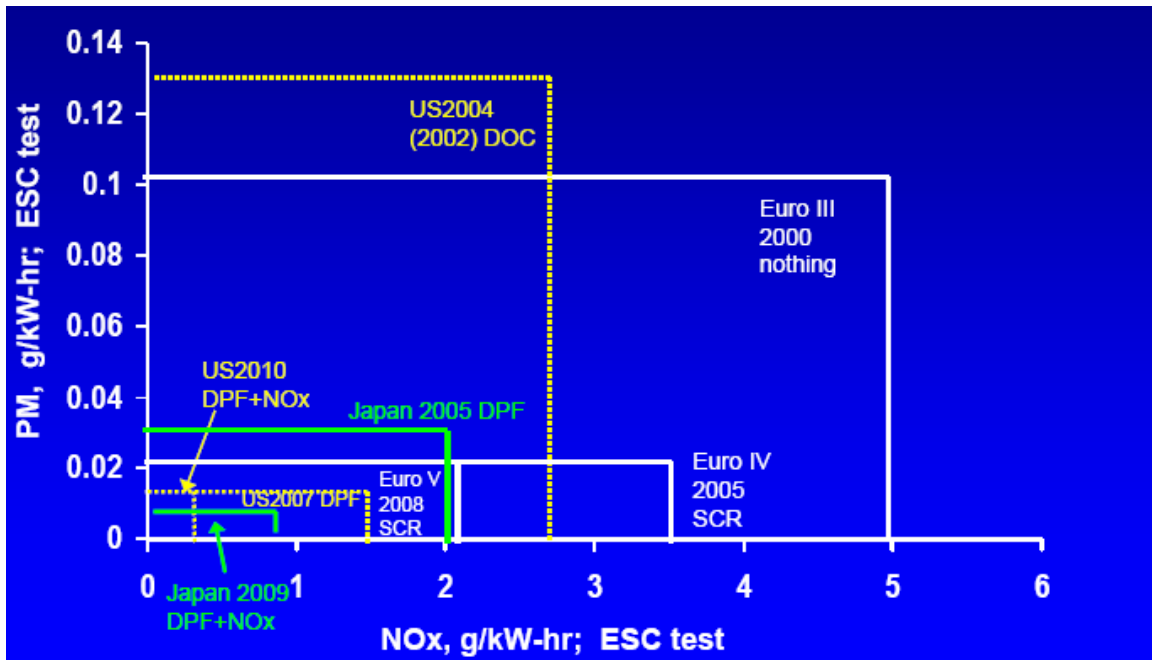 0.14
0.12
0.1
0.08
0.06
0.04
0.02
0
PM, g/kW-hr; ESC test
US2004
(2002) DOC
Euro III
2000
nothing
US2010
DPF+NOx
Japan 2005 DPF
Euro IV
2005
SCR
Euro V
2008
SCR
US2007 DPF
0 1 2 3 4 5 6
Japan 2009
DPF+NOx
NOx, g/kW-hr; ESC test